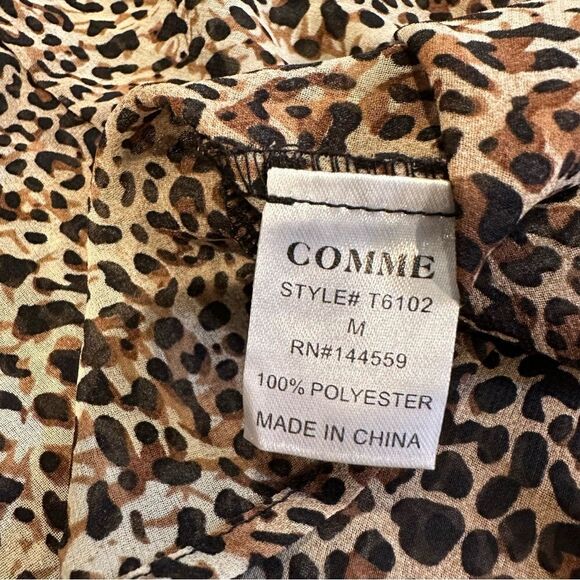 COMME
STYLE# T6102
M
RN#144559
100% POLYESTER
MADE IN CHINA